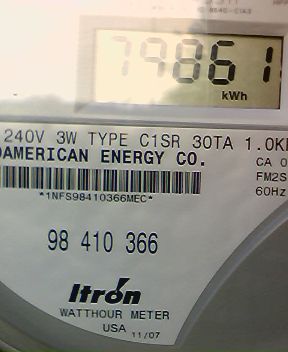 79861
kWh
240V 3W TYPE C1SR 30TA 1.0K
OAMERICAN ENERGY CO.
CA 0
FM2S
60Hz
*1NFS98410366MEC*
98 410 366
Itron
WATTHOUR METER
USA 11/07